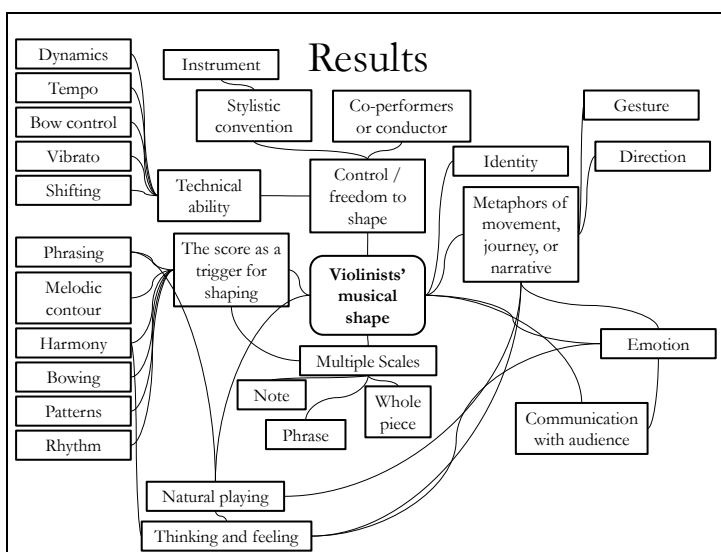 Results
Dynamics
Tempo
Bow control
Vibrato
Shifting
Instrument
Stylistic
convention
Co-performers
or conductor
Technical
ability
Control /
freedom to
shape
Identity
Gesture
Direction
Metaphors of
movement,
journey, or
narrative
Phrasing
Melodic
contour
Harmony
Bowing
Patterns
Rhythm
The score as a
trigger for
shaping
Violinists’
musical
shape
Multiple Scales
Note
Phrase
Whole
piece
Emotion
Communication
with audience
Natural playing
Thinking and feeling